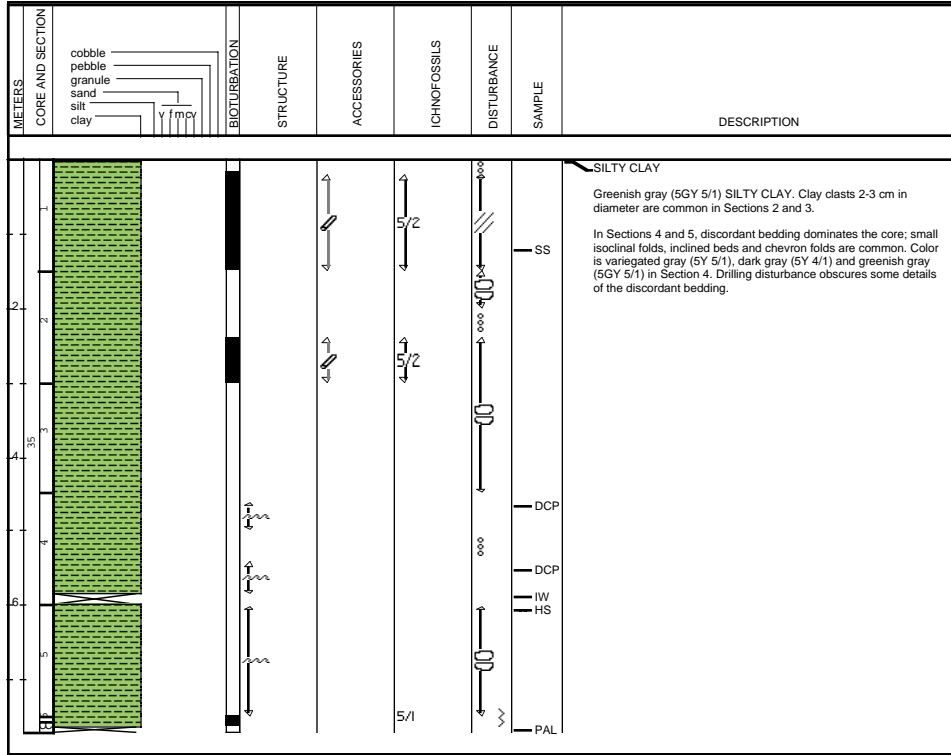 METERS
CORE AND SECTION
cobble
pebble
granule
sand
silt
clay
v f m c v
BIOTURBATION
STRUCTURE
ACCESSORIES
ICHNOFOSSILS
DISTURBANCE
SAMPLE
DESCRIPTION
SILTY CLAY
Greenish gray (5GY 5/1) SILTY CLAY. Clay clasts 2-3 cm in
diameter are common in Sections 2 and 3.
In Sections 4 and 5, discordant bedding dominates the core; small
isoclinal folds, inclined beds and chevron folds are common. Color
is variegated gray (5Y 5/1), dark gray (5Y 4/1) and greenish gray
(5GY 5/1) in Section 4. Drilling disturbance obscures some details
of the discordant bedding.
1
5/2
SS
2
2
5/2
3
35
4
DCP
4
DCP
IW
6
HS
5
5/1
PAL